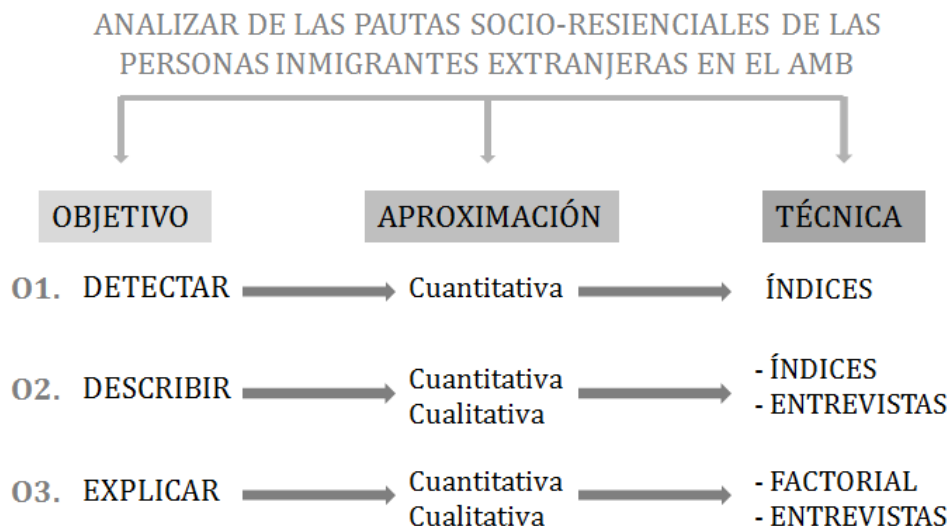 ANALIZAR DE LAS PAUTAS SOCIO-RESIENCIALES DE LAS
PERSONAS INMIGRANTES EXTRANJERAS EN EL AMB
OBJETIVO APROXIMACIÓN TÉCNICA
O1. DETECTAR Cuantitativa ÍNDICES
O2. DESCRIBIR Cuantitativa - ÍNDICES
Cualitativa - ENTREVISTAS
O3. EXPLICAR Cuantitativa - FACTORIAL
Cualitativa - ENTREVISTAS